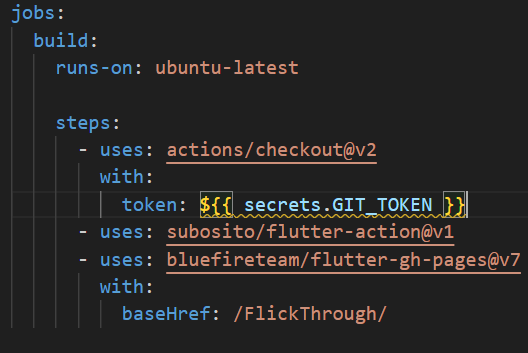 jobs:
build:
runs-on: ubuntu-latest
steps:
- uses: actions/checkout@v2
with:
token: ${{ secrets.GIT_TOKEN }}
- uses: subosito/flutter-action@v1
- uses: bluefireteam/flutter-gh-pages@v7
with:
baseHref: /FlickThrough/